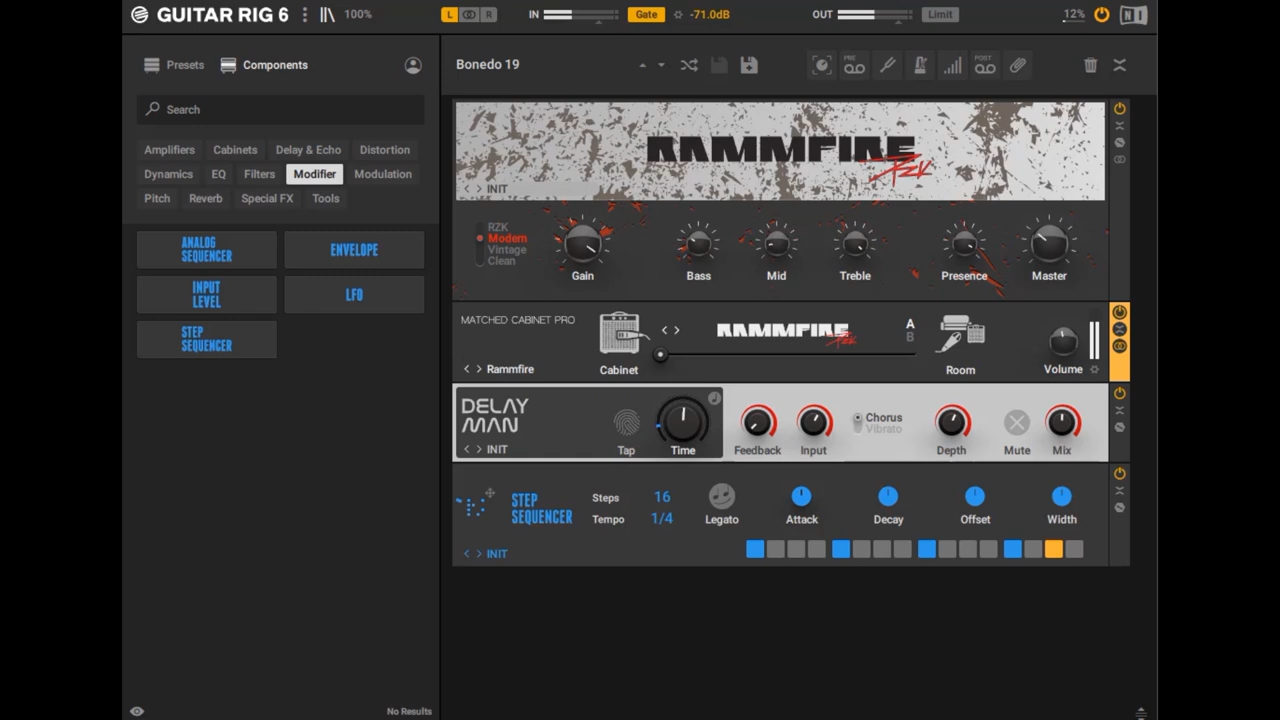 GUITAR RIG 6 100% L R IN Gate -71.0dB OUT Limit 12%
Presets Components
Search
Amplifiers Cabinets Delay & Echo Distortion
Dynamics EQ Filters Modifier Modulation
Pitch Reverb Special FX Tools
ANALOG SEQUENCER ENVELOPE
INPUT LEVEL LFO
STEP SEQUENCER
No Results
Bonedo 19 PRE POST
RAMMFIRE RZK
< > INIT
RZK
Modern
Vintage
Clean
Gain Bass Mid Treble Presence Master
MATCHED CABINET PRO
RAMMFIRE RZK
A
B
< > Rammfire Cabinet Room Volume
DELAY MAN
Chorus
Vibrato
< > INIT Tap Time Feedback Input Depth Mute Mix
STEP SEQUENCER
Steps 16
Tempo 1/4 Legato Attack Decay Offset Width
< > INIT